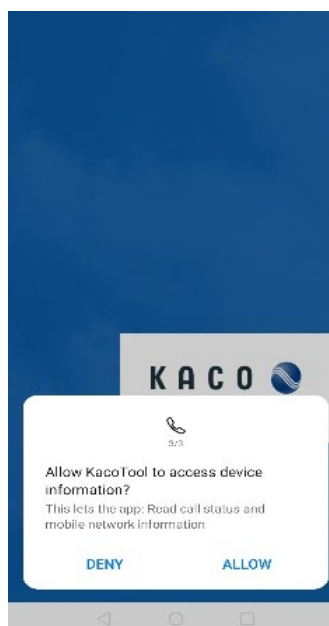 KACO
3/3
Allow KacoTool to access device
information?
This lets the app: Read call status and
mobile network information
DENY
ALLOW